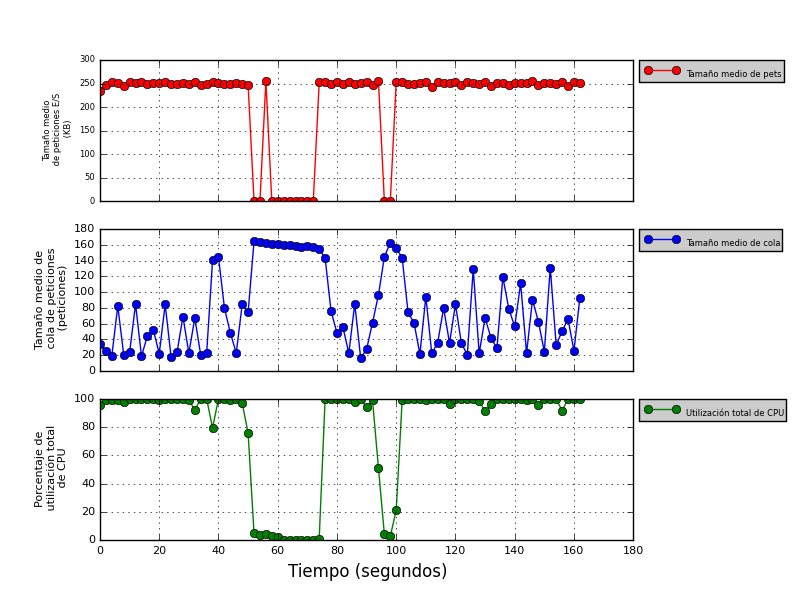 300
250
200
150
100
50
0
Tamaño medio
de peticiones E/S
(KB)
Tamaño medio de pets
180
160
140
120
100
80
60
40
20
0
Tamaño medio de
cola de peticiones
(peticiones)
Tamaño medio de cola
100
80
60
40
20
0
Porcentaje de
utilización total
de CPU
Utilización total de CPU
0 20 40 60 80 100 120 140 160 180
Tiempo (segundos)